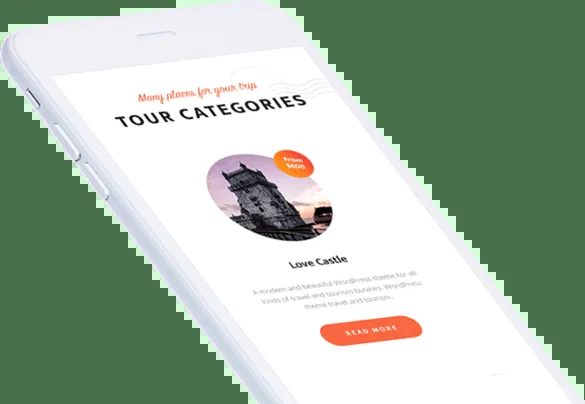 Many places for your trip
TOUR CATEGORIES
From
$600
Love Castle
A modern and beautiful WordPress theme for all
kinds of travel and tourism busines. WordPress
theme travel and tourism..
READ MORE